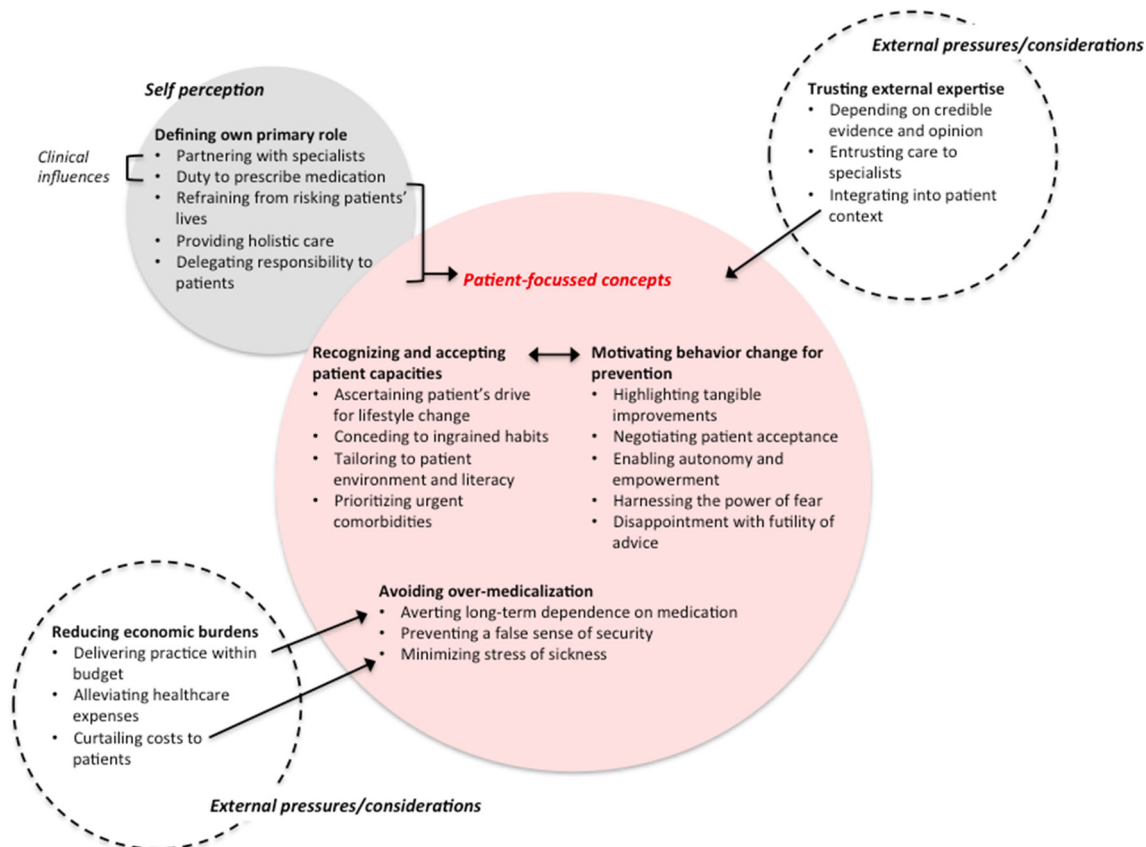 External pressures/considerations
Self perception
Trusting external expertise
• Depending on credible
evidence and opinion
• Entrusting care to
specialists
• Integrating into patient
context
Defining own primary role
Clinical
influences
• Partnering with specialists
• Duty to prescribe medication
• Refraining from risking patients’
lives
• Providing holistic care
• Delegating responsibility to
patients
Patient-focussed concepts
Recognizing and accepting
patient capacities
• Ascertaining patient’s drive
for lifestyle change
• Conceding to ingrained habits
• Tailoring to patient
environment and literacy
• Prioritizing urgent
comorbidities
Motivating behavior change for
prevention
• Highlighting tangible
improvements
• Negotiating patient acceptance
• Enabling autonomy and
empowerment
• Harnessing the power of fear
• Disappointment with futility of
advice
Avoiding over-medicalization
• Averting long-term dependence on medication
• Preventing a false sense of security
• Minimizing stress of sickness
Reducing economic burdens
• Delivering practice within
budget
• Alleviating healthcare
expenses
• Curtailing costs to
patients
External pressures/considerations